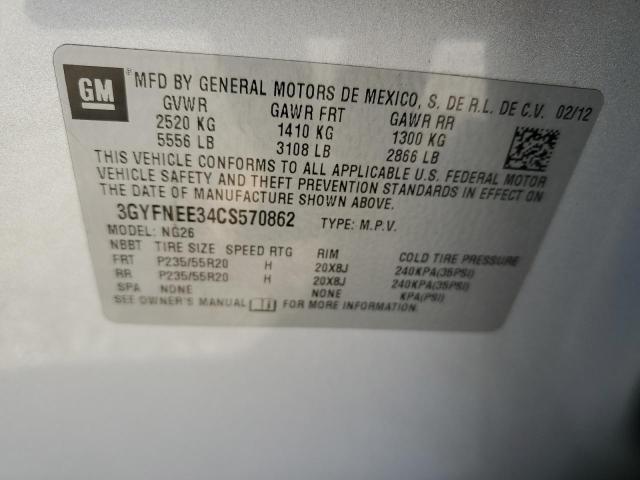 GM ® MFD BY GENERAL MOTORS DE MEXICO, S. DE R.L. DE C.V. 02/12
GVWR GAWR FRT GAWR RR
2520 KG 1410 KG 1300 KG
5556 LB 3108 LB 2866 LB
THIS VEHICLE CONFORMS TO ALL APPLICABLE U.S. FEDERAL MOTOR
VEHICLE SAFETY AND THEFT PREVENTION STANDARDS IN EFFECT ON
THE DATE OF MANUFACTURE SHOWN ABOVE.
3GYFNEE34CS570862 TYPE: M.P.V.
MODEL: NG26
NBBT TIRE SIZE SPEED RTG RIM COLD TIRE PRESSURE
FRT P235/55R20 H 20X8J 240KPA(35PSI)
RR P235/55R20 H 20X8J 240KPA(35PSI)
SPA NONE NONE KPA(PSI)
SEE OWNER'S MANUAL FOR MORE INFORMATION.